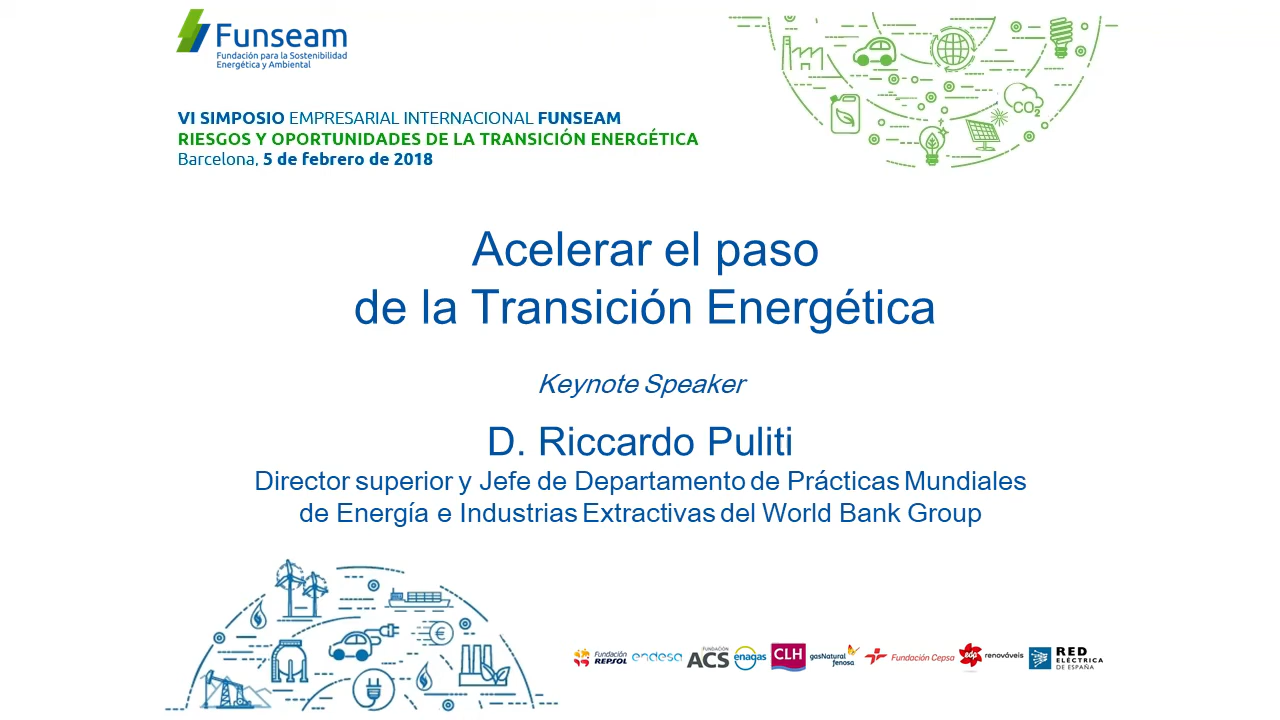 Funseam
Fundación para la Sostenibilidad
Energética y Ambiental
VI SIMPOSIO EMPRESARIAL INTERNACIONAL FUNSEAM
RIESGOS Y OPORTUNIDADES DE LA TRANSICIÓN ENERGÉTICA
Barcelona, 5 de febrero de 2018
CO2
Acelerar el paso
de la Transición Energética
Keynote Speaker
D. Riccardo Puliti
Director superior y Jefe de Departamento de Prácticas Mundiales
de Energía e Industrias Extractivas del World Bank Group
€
Fundación
REPSOL
endesa
FUNDACIÓN
ACS
enagas
CLH
gasNatural
fenosa
Fundación Cepsa
edp
renováveis
RED
ELÉCTRICA
DE ESPAÑA